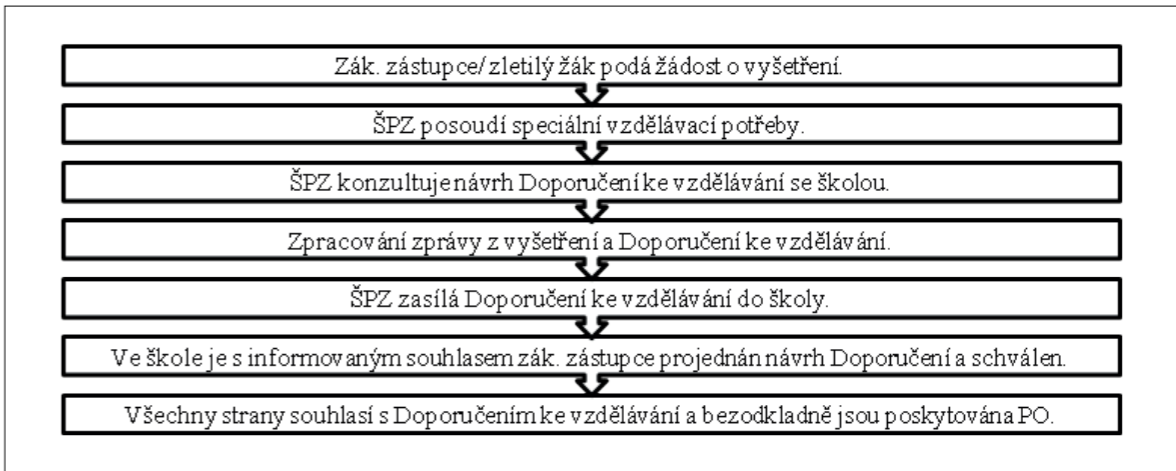 Zák. zástupce/ zletilý žák podá žádost o vyšetření.
ŠPZ posoudí speciální vzdělávací potřeby.
ŠPZ konzultuje návrh Doporučení ke vzdělávání se školou.
Zpracování zprávy z vyšetření a Doporučení ke vzdělávání.
ŠPZ zasílá Doporučení ke vzdělávání do školy.
Ve škole je s informovaným souhlasem zák. zástupce projednán návrh Doporučení a schválen.
Všechny strany souhlasí s Doporučením ke vzdělávání a bezodkladně jsou poskytována PO.